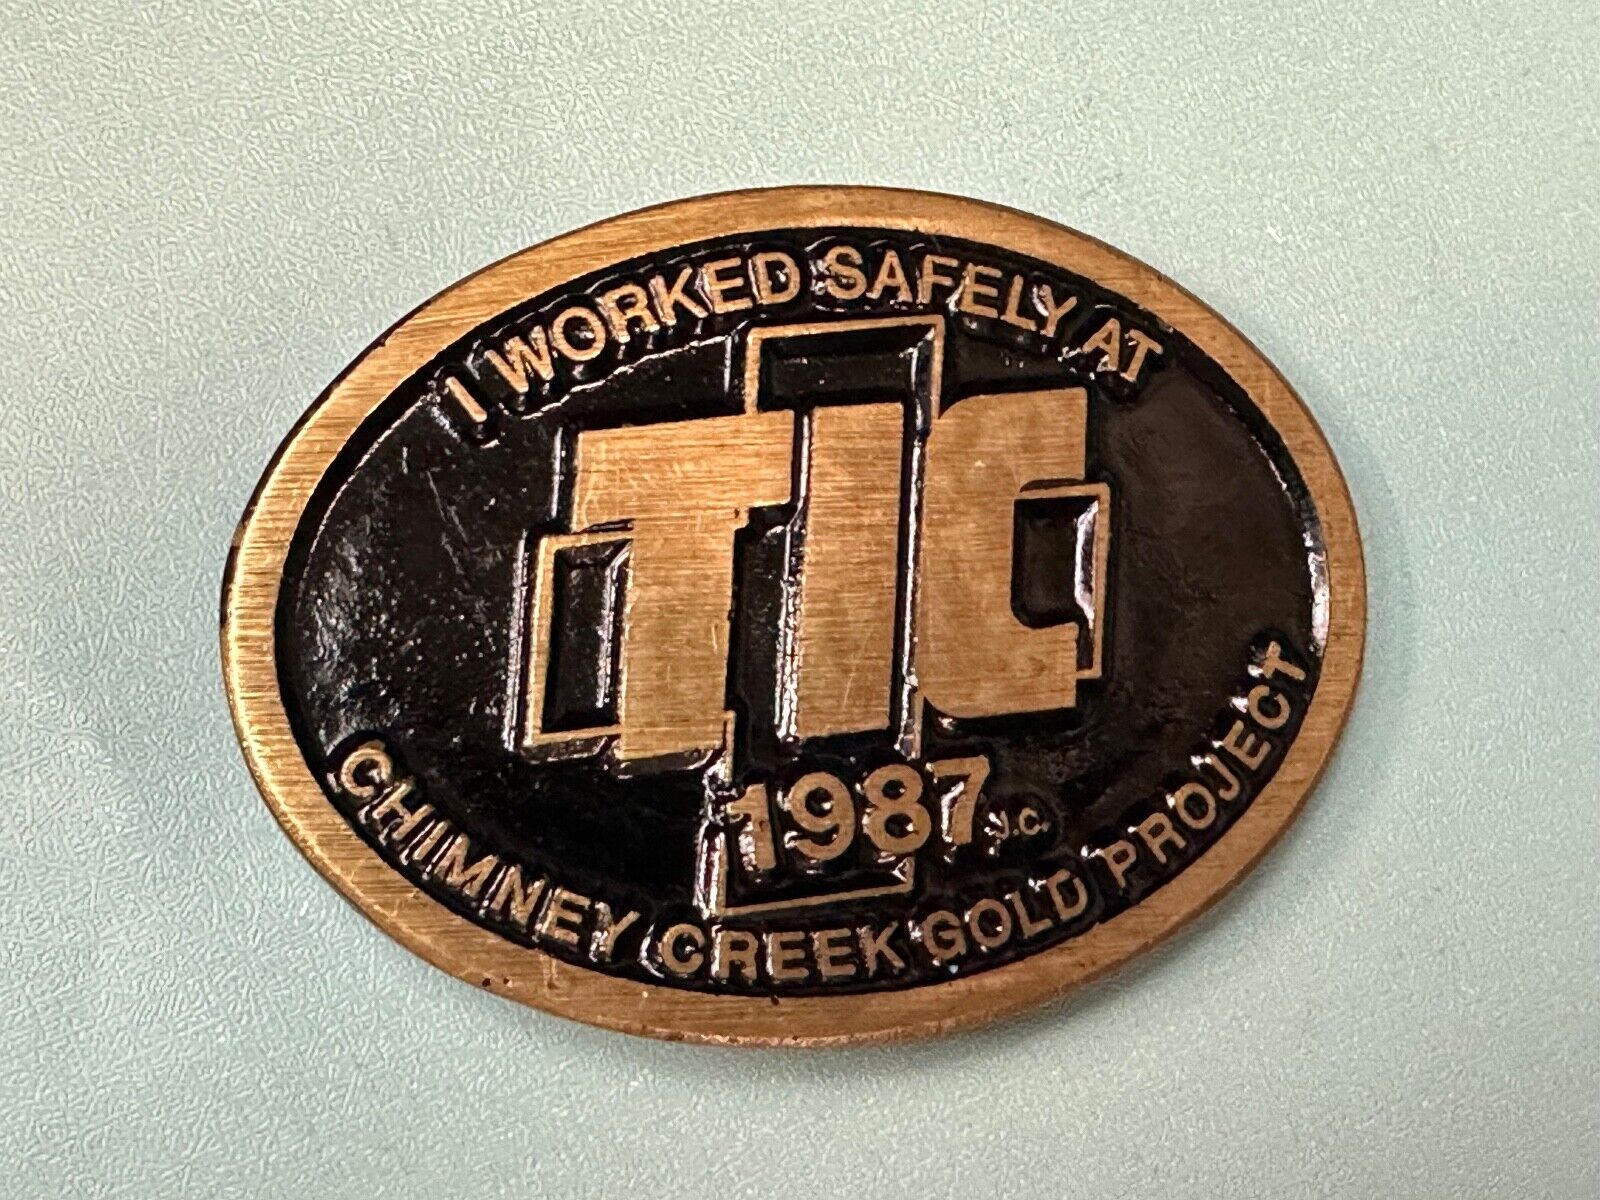 I WORKED SAFELY AT
TIC
1987 J.C.
CHIMNEY CREEK GOLD PROJECT